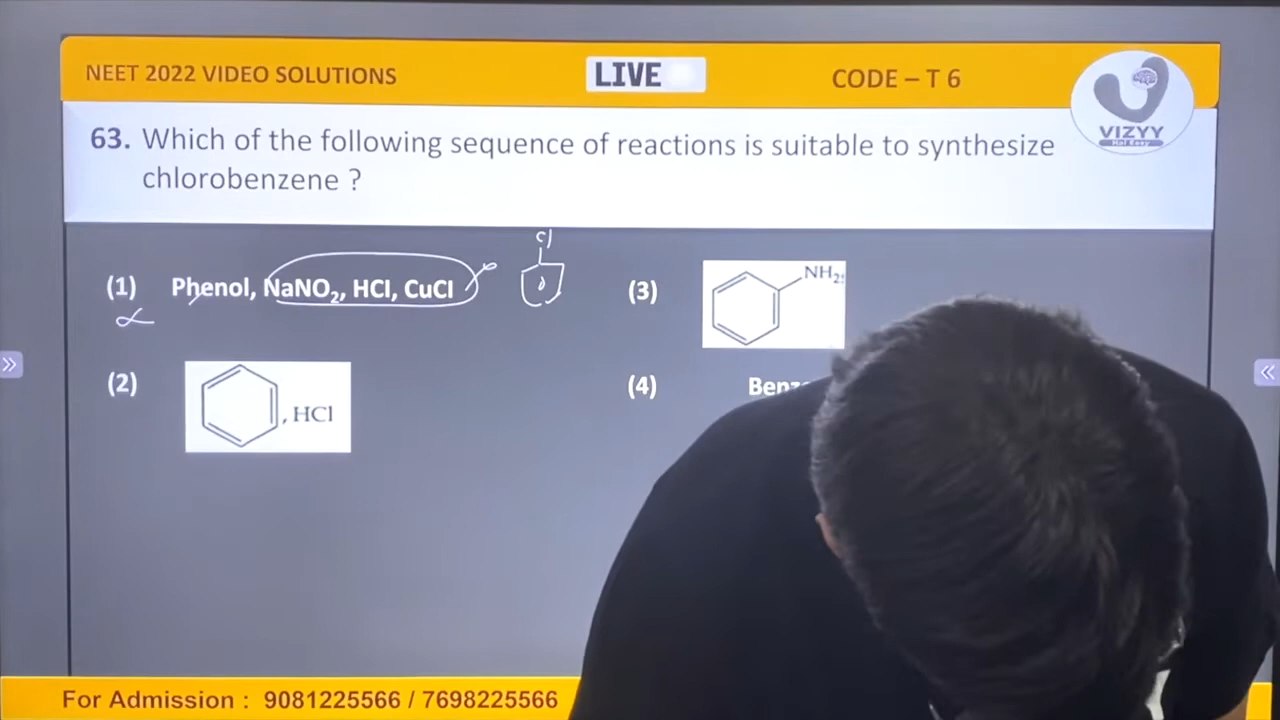 NEET 2022 VIDEO SOLUTIONS
LIVE
CODE – T 6
VIZYY
63. Which of the following sequence of reactions is suitable to synthesize
chlorobenzene ?
Cl
(1) Phenol, NaNO₂, HCl, CuCl
(3)
NH₂
(2)
, HCl
(4)
For Admission : 9081225566 / 7698225566